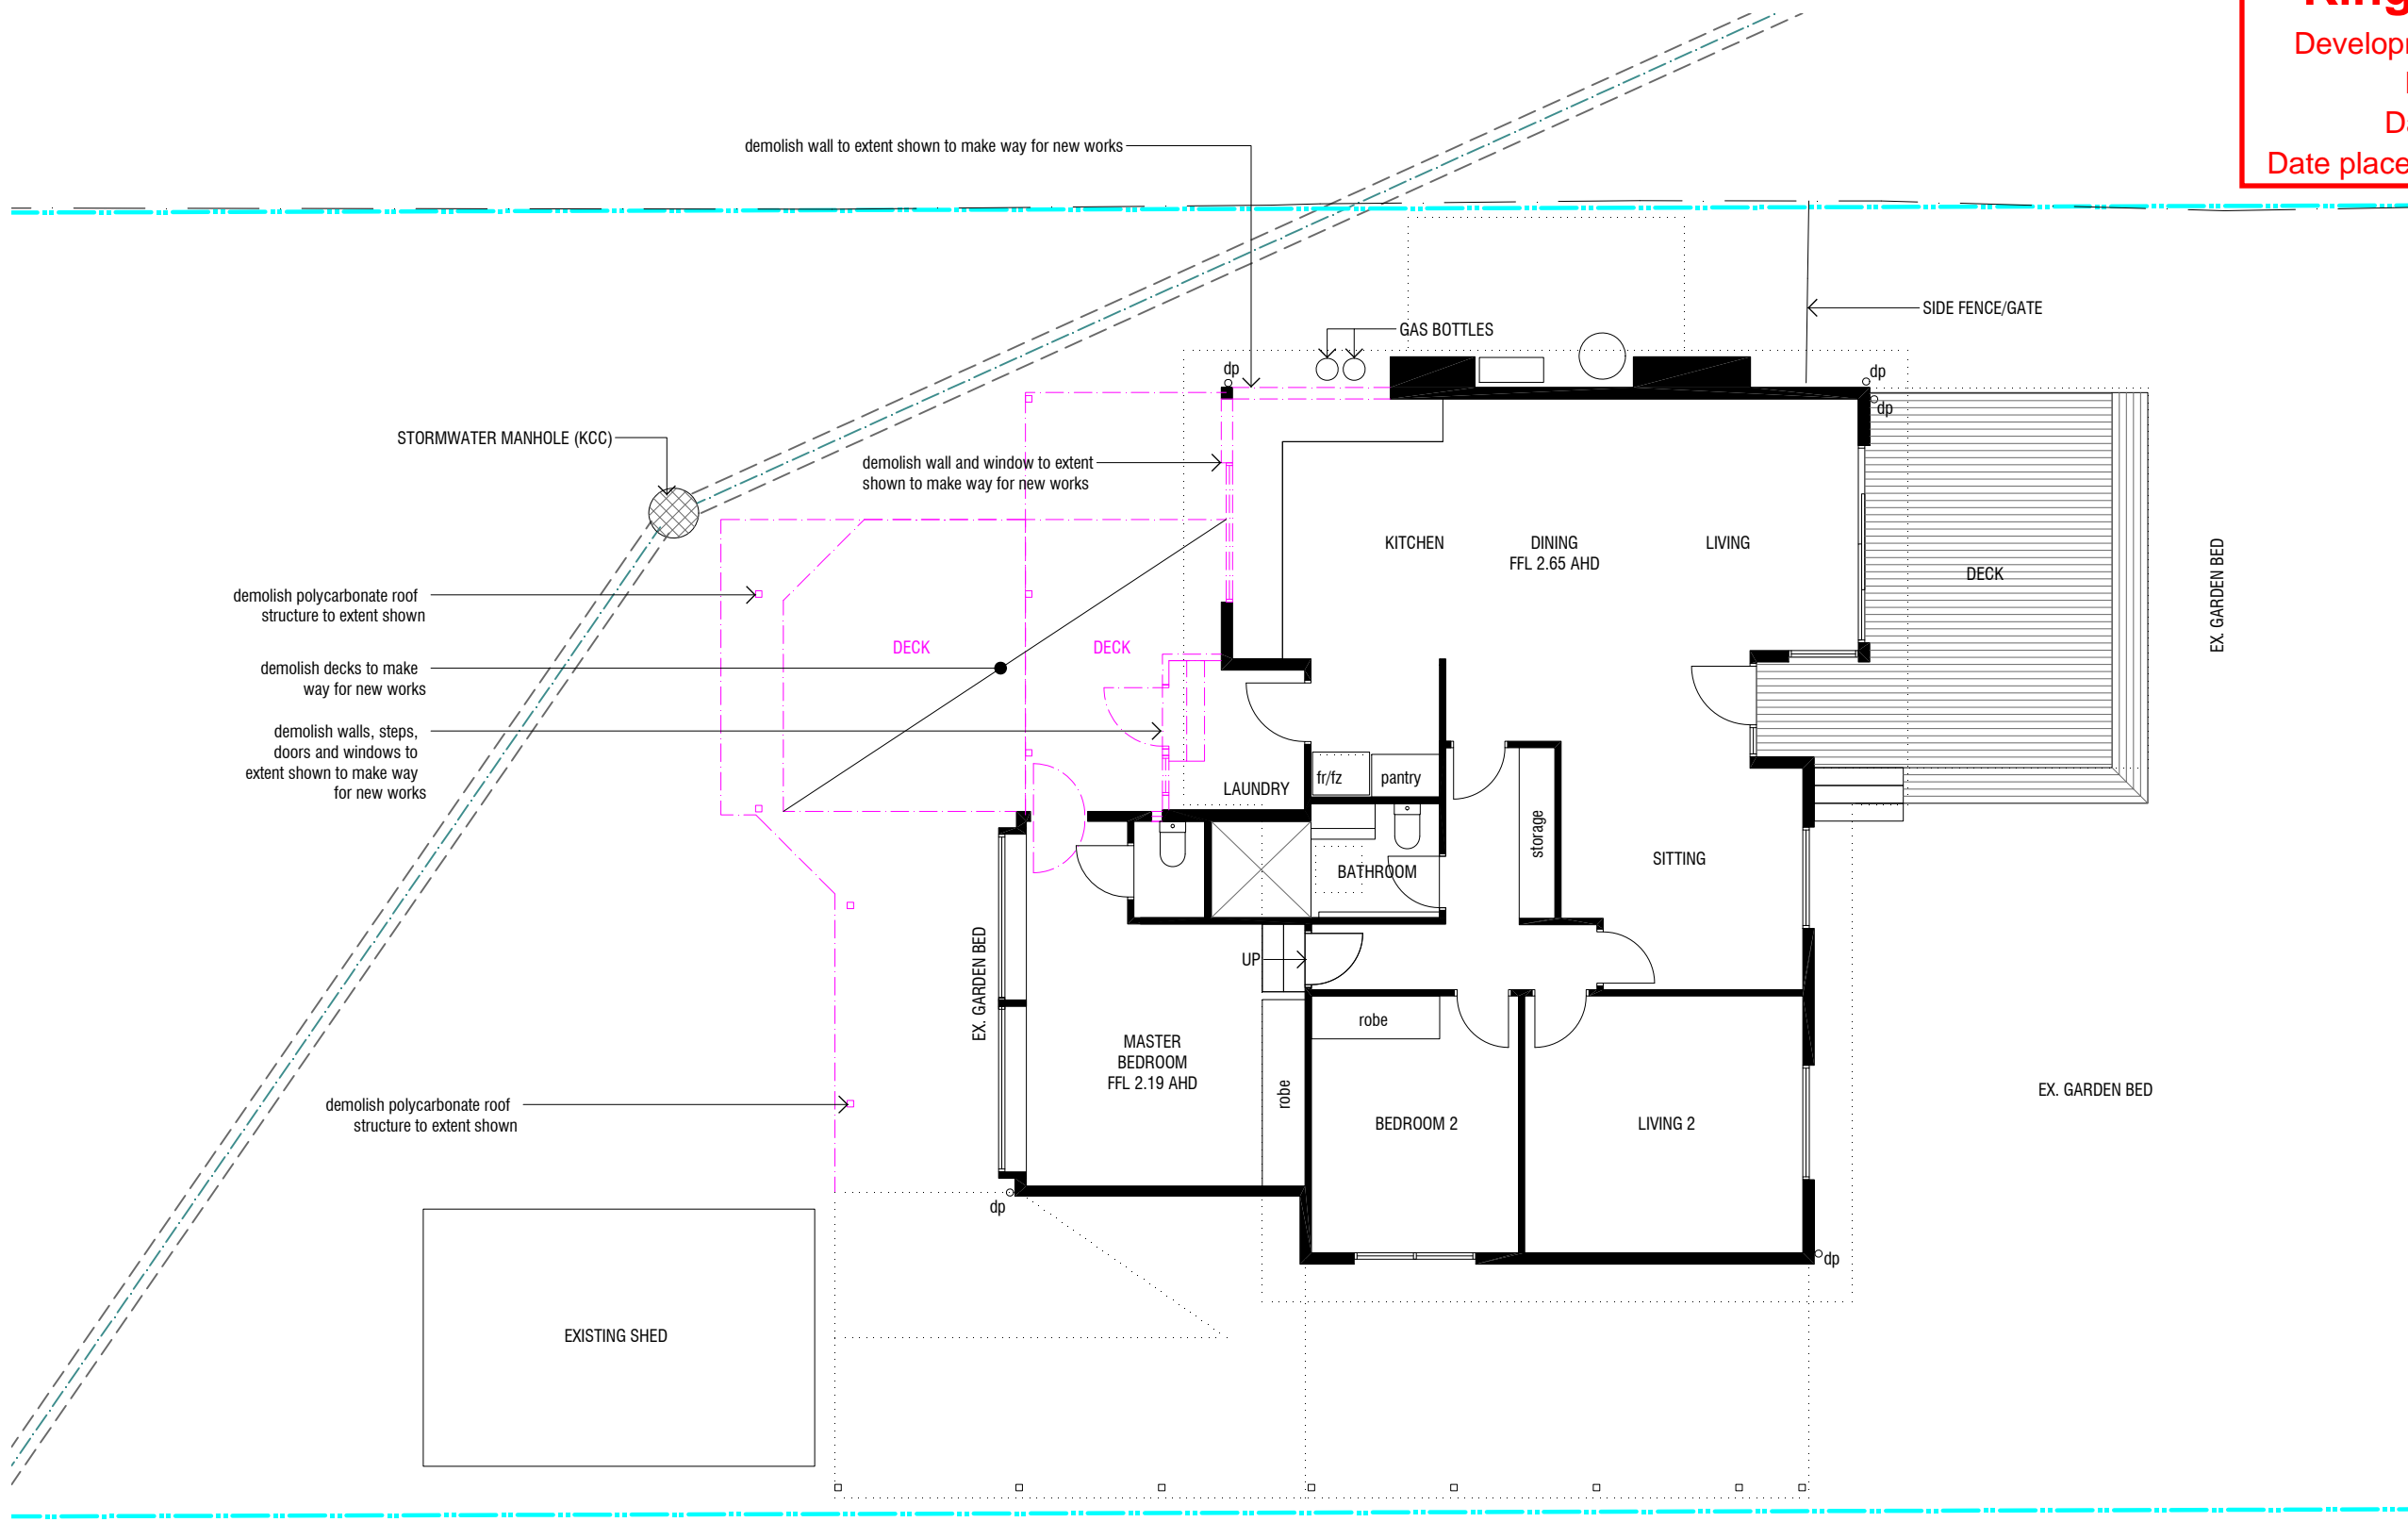 Date place
demolish wall to extent shown to make way for new works
SIDE FENCE/GATE
GAS BOTTLES
dp
dp
dp
STORMWATER MANHOLE (KCC)
demolish wall and window to extent
shown to make way for new works
KITCHEN
DINING
FFL 2.65 AHD
LIVING
DECK
EX. GARDEN BED
demolish polycarbonate roof
structure to extent shown
DECK
DECK
demolish decks to make
way for new works
demolish walls, steps,
doors and windows to
extent shown to make way
for new works
LAUNDRY
fr/fz
pantry
storage
SITTING
BATHROOM
EX. GARDEN BED
UP
robe
MASTER
BEDROOM
FFL 2.19 AHD
robe
EX. GARDEN BED
demolish polycarbonate roof
structure to extent shown
BEDROOM 2
LIVING 2
dp
dp
EXISTING SHED